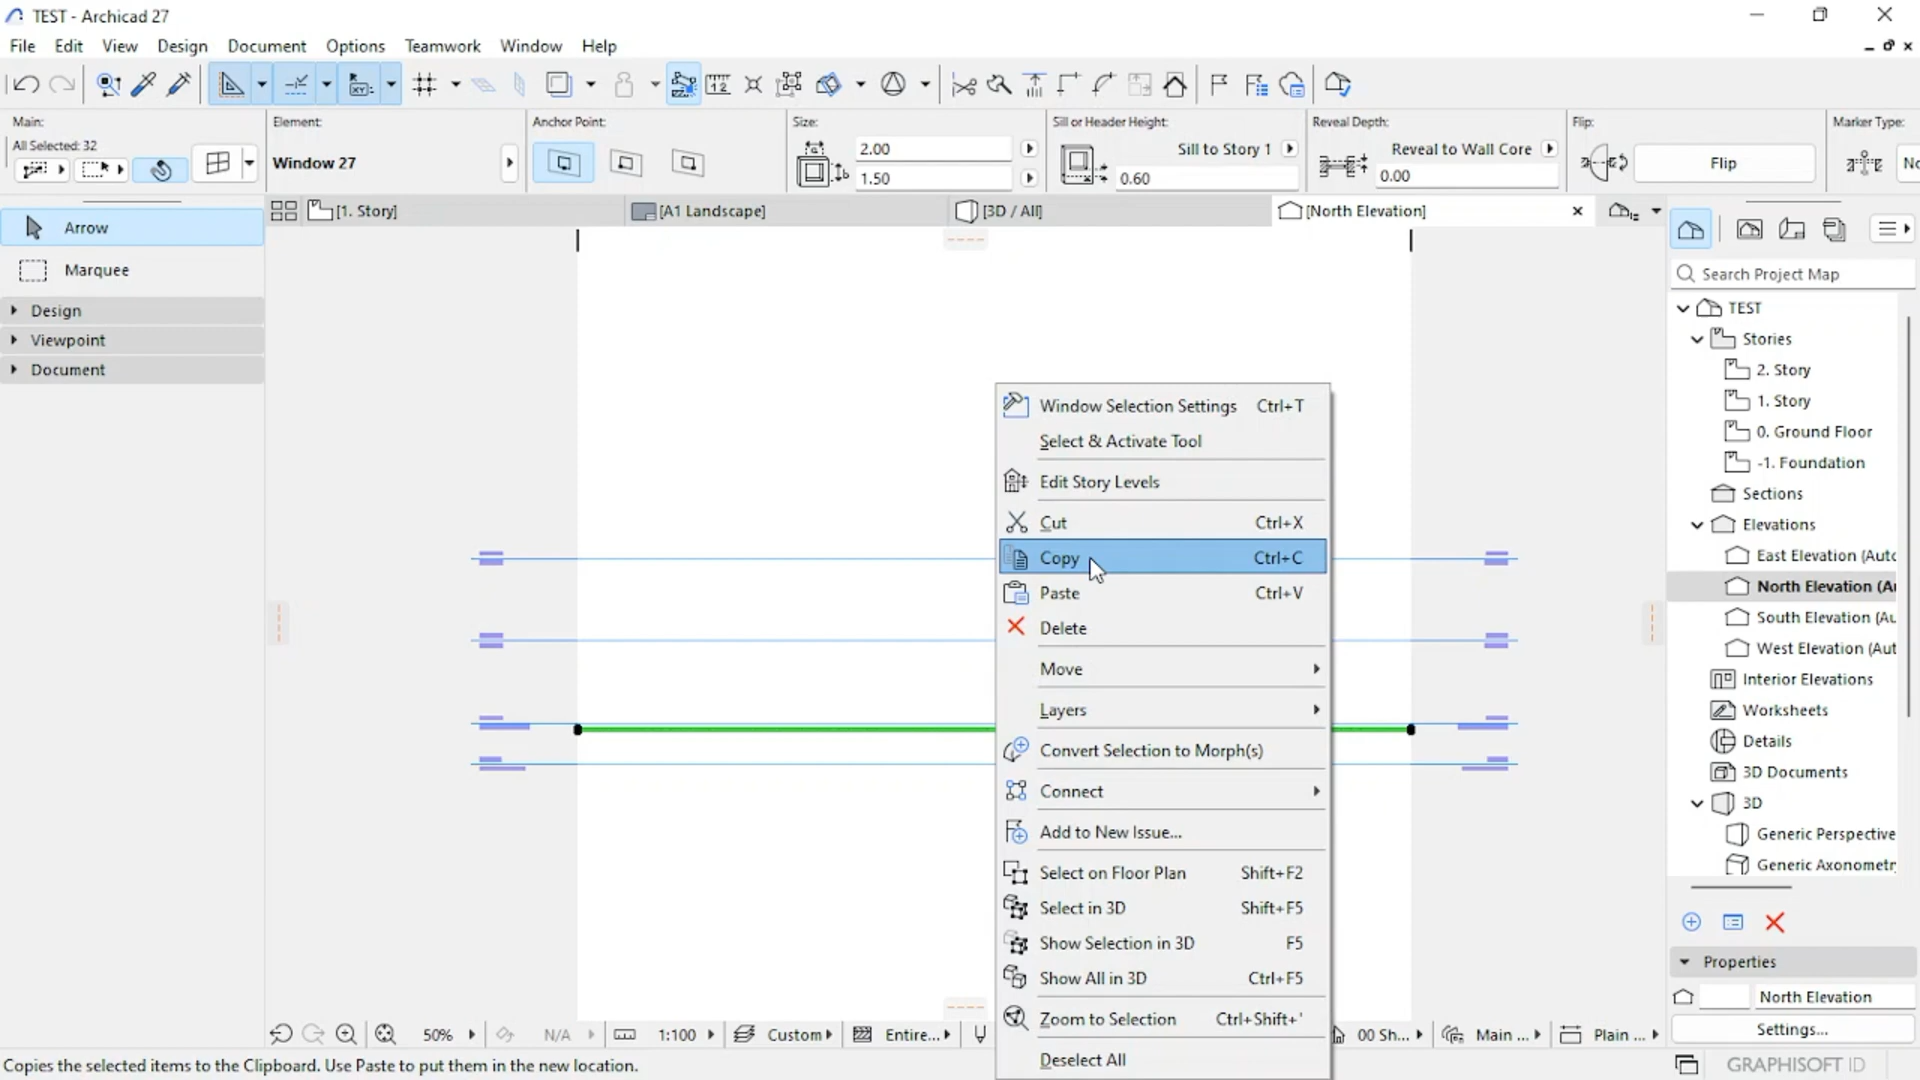 TEST - Archicad 27
File Edit View Design Document Options Teamwork Window Help
Main:
All Selected: 32
Element:
Window 27
Anchor Point:
Size:
2.00
1.50
Sill or Header Height:
Sill to Story 1
0.60
Reveal Depth:
Reveal to Wall Core
0.00
Flip:
Flip
Marker Type:
No
[1. Story]
[A1 Landscape]
[3D / All]
[North Elevation]
Arrow
Marquee
Design
Viewpoint
Document
Window Selection Settings Ctrl+T
Select & Activate Tool
Edit Story Levels
Cut Ctrl+X
Copy Ctrl+C
Paste Ctrl+V
Delete
Move
Layers
Convert Selection to Morph(s)
Connect
Add to New Issue...
Select on Floor Plan Shift+F2
Select in 3D Shift+F5
Show Selection in 3D F5
Show All in 3D Ctrl+F5
Zoom to Selection Ctrl+Shift+'
Deselect All
Search Project Map
TEST
Stories
2. Story
1. Story
0. Ground Floor
-1. Foundation
Sections
Elevations
East Elevation (Autc
North Elevation (Au
South Elevation (Au
West Elevation (Aut
Interior Elevations
Worksheets
Details
3D Documents
3D
Generic Perspective
Generic Axonometr
Properties
North Elevation
Settings...
50% N/A 1:100 Custom Entire... 00 Sh... Main ... Plain ...
Copies the selected items to the Clipboard. Use Paste to put them in the new location.
GRAPHISOFT ID